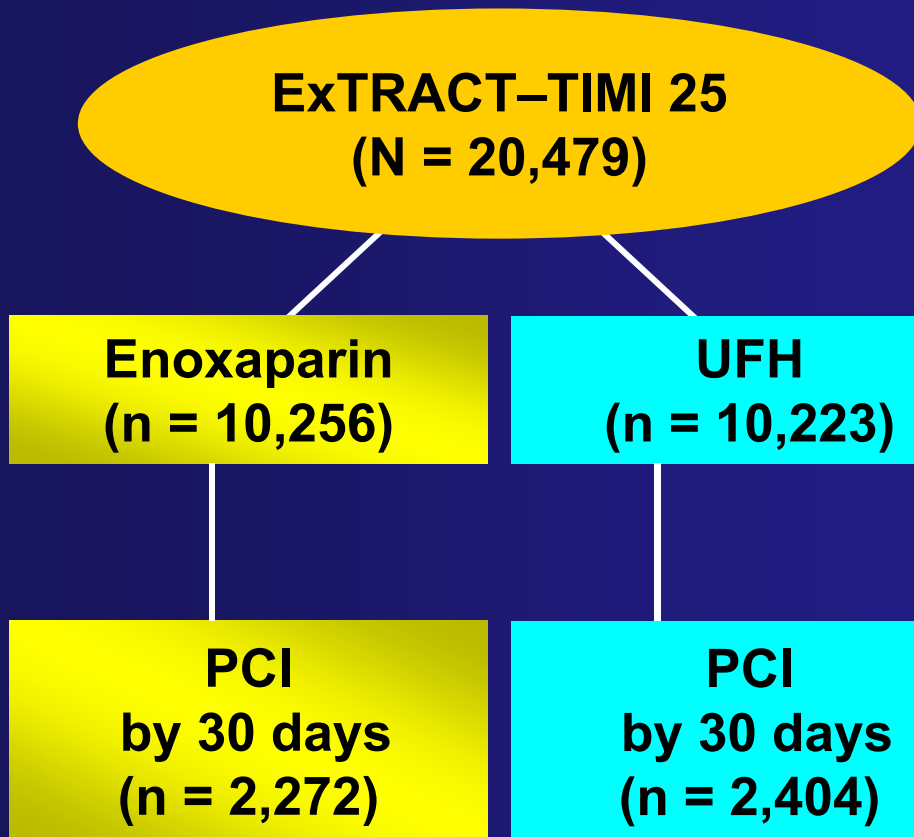 ExTRACT–TIMI 25
(N = 20,479)
Enoxaparin
(n = 10,256)
UFH
(n = 10,223)
PCI
by 30 days
(n = 2,272)
PCI
by 30 days
(n = 2,404)